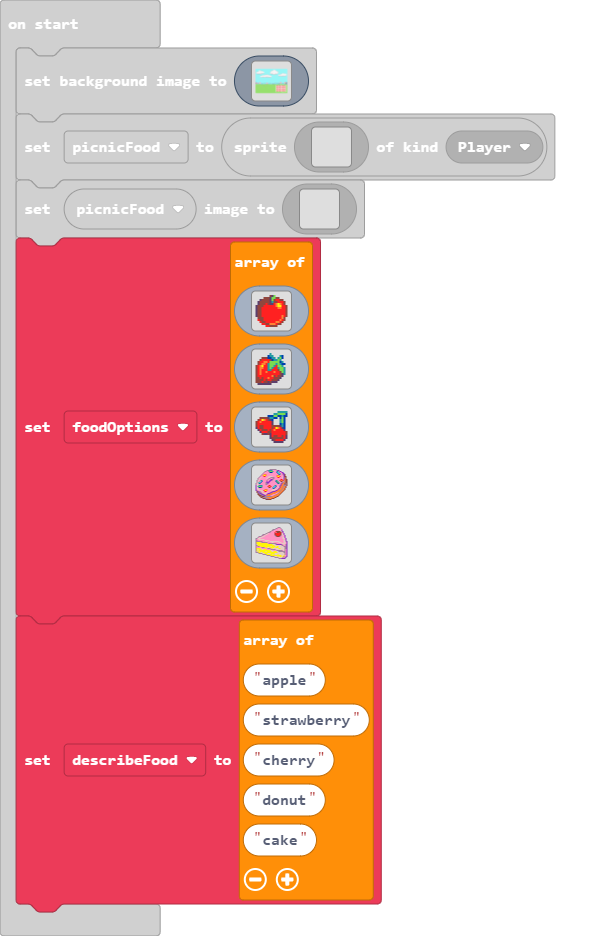 on start
set background image to
set picnicFood to sprite of kind Player
set picnicFood image to
array of
set foodOptions to
array of
"apple"
"strawberry"
"cherry"
set describeFood to
"donut"
"cake"